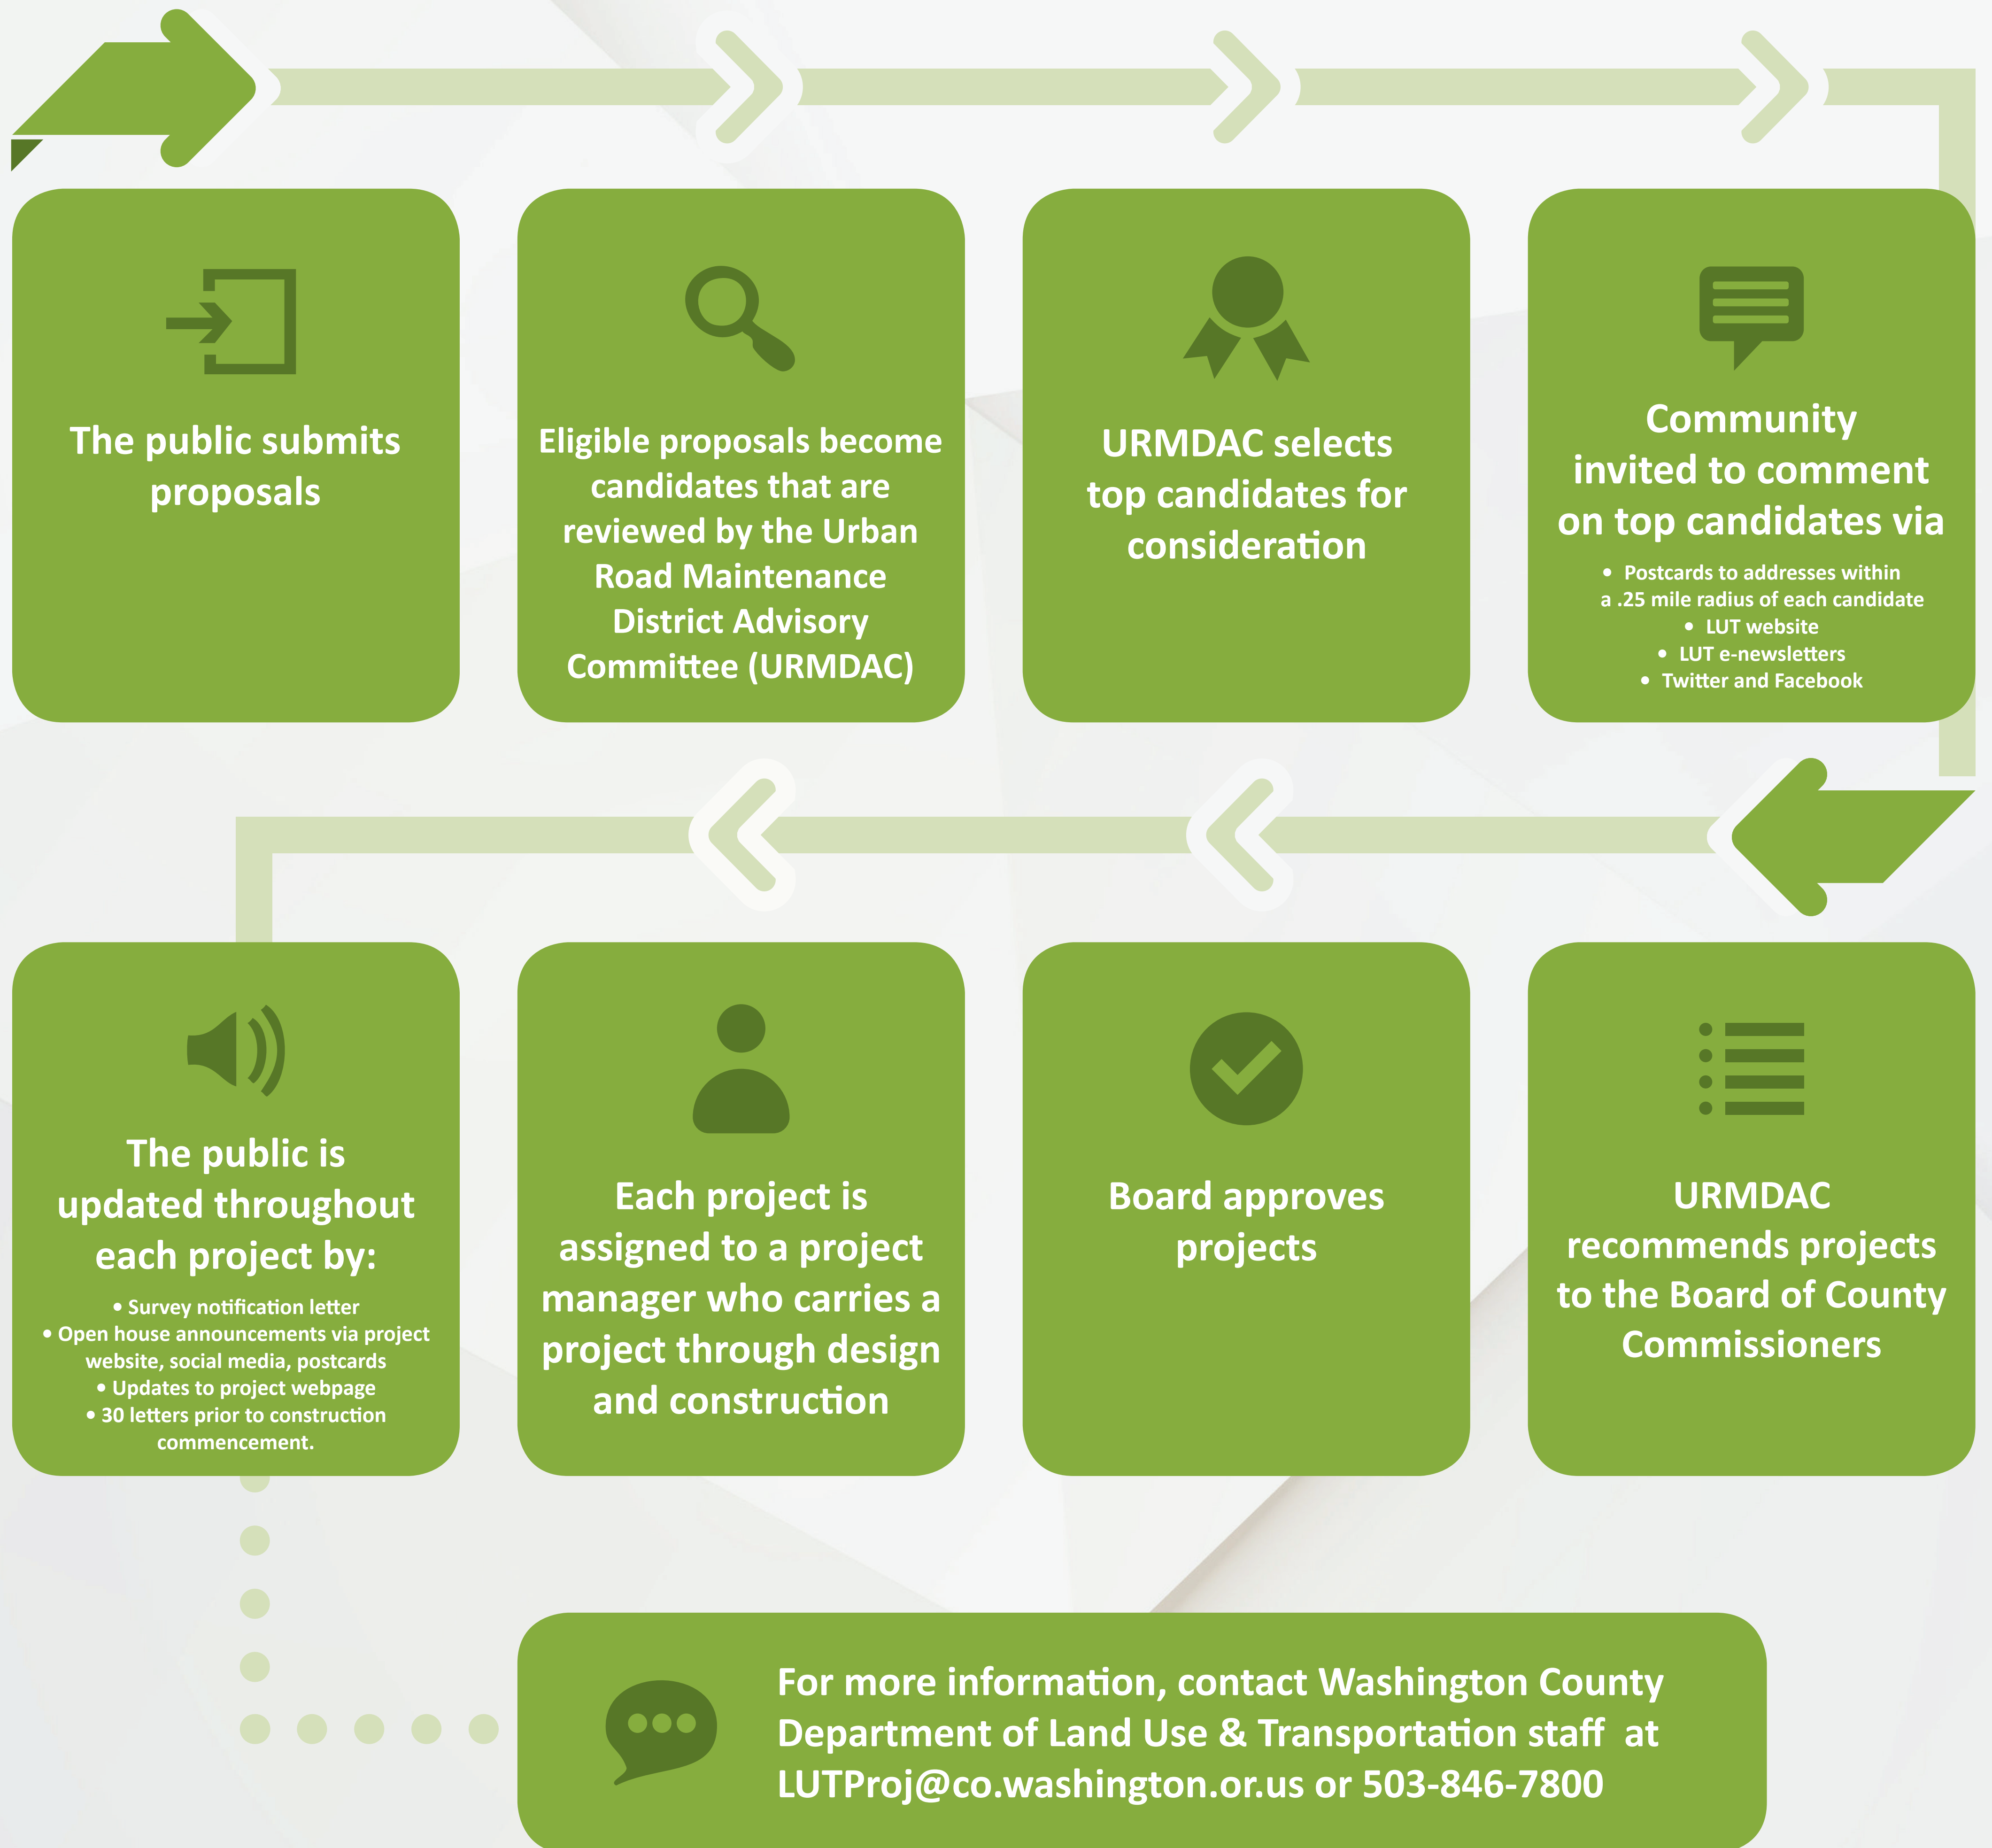 The public submits
proposals
Eligible proposals become
candidates that are
reviewed by the Urban
Road Maintenance
District Advisory
Committee (URMDAC)
URMDAC selects
top candidates for
consideration
Community
invited to comment
on top candidates via
• Postcards to addresses within
a .25 mile radius of each candidate
• LUT website
• LUT e-newsletters
• Twitter and Facebook
URMDAC
recommends projects
to the Board of County
Commissioners
Board approves
projects
Each project is
assigned to a project
manager who carries a
project through design
and construction
The public is
updated throughout
each project by:
• Survey notification letter
• Open house announcements via project
website, social media, postcards
• Updates to project webpage
• 30 letters prior to construction
commencement.
For more information, contact Washington County
Department of Land Use & Transportation staff  at
LUTProj@co.washington.or.us or 503-846-7800